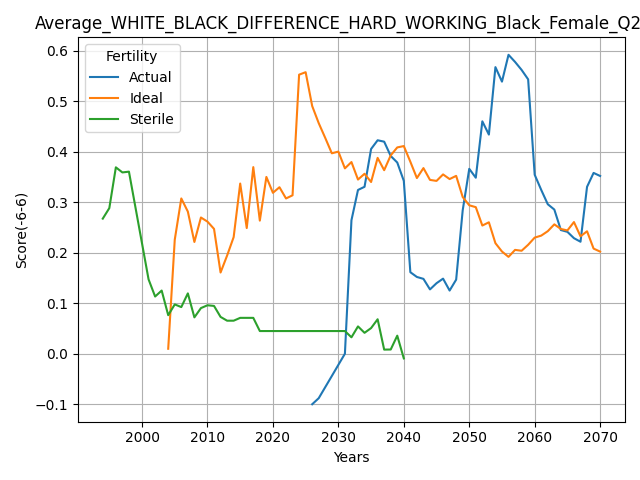 Average_WHITE_BLACK_DIFFERENCE_HARD_WORKING_Black_Female_Q2
Fertility
Actual
Ideal
Sterile
Score(-6-6)
0.6
0.5
0.4
0.3
0.2
0.1
0.0
−0.1
2000 2010 2020 2030 2040 2050 2060 2070
Years